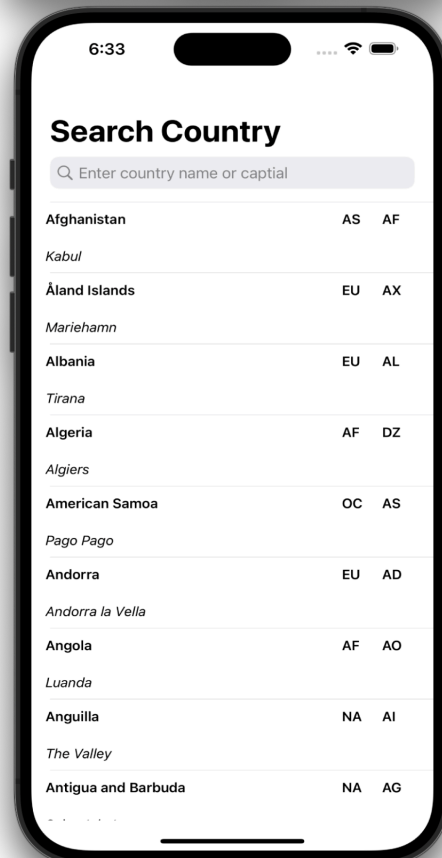 6:33
Search Country
Enter country name or captial
Afghanistan AS AF
Kabul
Åland Islands EU AX
Mariehamn
Albania EU AL
Tirana
Algeria AF DZ
Algiers
American Samoa OC AS
Pago Pago
Andorra EU AD
Andorra la Vella
Angola AF AO
Luanda
Anguilla NA AI
The Valley
Antigua and Barbuda NA AG